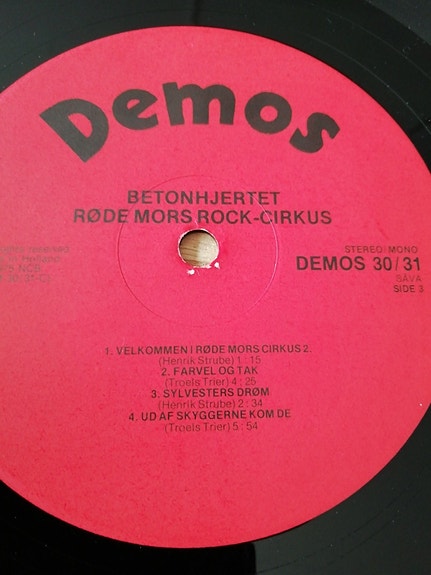 Demos
BETONHJERTET
RØDE MORS ROCK-CIRKUS
STEREO MONO
DEMOS 30/31
SIDE 3
1. VELKOMMEN I RØDE MORS CIRKUS 2.
(Henrik Strube) 1:15
2. FARVEL OG TAK
(Troels Trier) 4:25
3: SYLVESTERS DRØM
(Henrik Strube) 2:34
4. UD AF SKYGGERNE KOM DE
(Troels Trier) 5:54